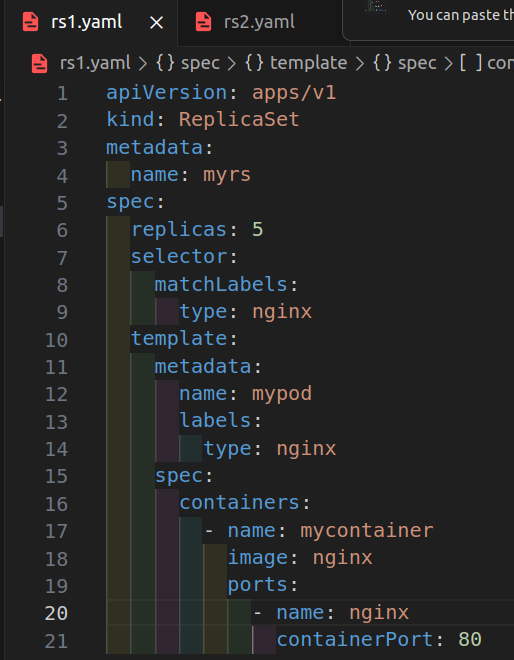 rs1.yaml × rs2.yaml
You can paste th
rs1.yaml > {} spec > {} template > {} spec > [ ] con
1 apiVersion: apps/v1
2 kind: ReplicaSet
3 metadata:
4   name: myrs
5 spec:
6   replicas: 5
7   selector:
8     matchLabels:
9       type: nginx
10   template:
11     metadata:
12       name: mypod
13       labels:
14         type: nginx
15     spec:
16       containers:
17         - name: mycontainer
18           image: nginx
19           ports:
20             - name: nginx
21               containerPort: 80